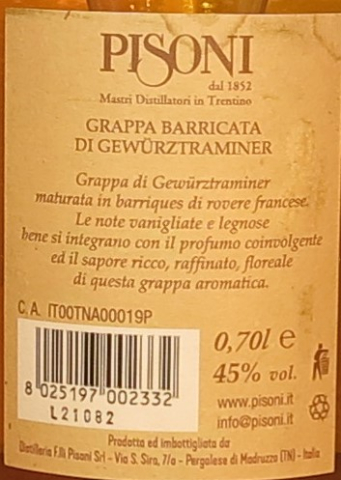 PISONI
dal 1852
Mastri Distillatori in Trentino
GRAPPA BARRICATA
DI GEWÜRZTRAMINER
Grappa di Gewürztraminer
maturata in barriques di rovere francese.
Le note vanigliate e legnose
bene si integrano con il profumo coinvolgente
ed il sapore ricco, raffinato, floreale
di questa grappa aromatica.
C.A. IT00TNA00019P
0,70l e
45% vol.
8 025197 002332
L21082
www.pisoni.it
info@pisoni.it
Prodotta ed imbottigliata da
Distilleria F.lli Pisoni Srl - Via S. Siro, 7/a - Pergolese di Madruzzo (TN) - Italia